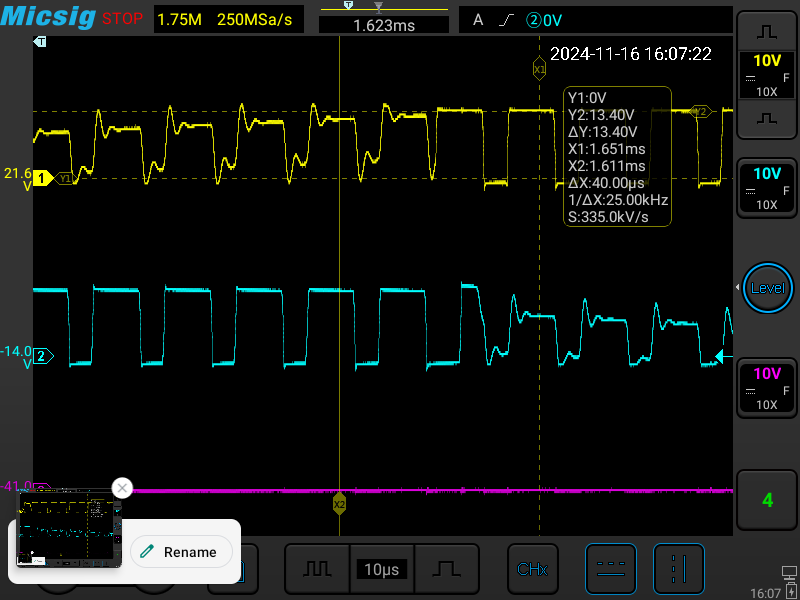 Micsig STOP 1.75M 250MSa/s T 1.623ms A ②0V
T
2024-11-16 16:07:22
10V
F
10X
X1
Y1:0V
Y2:13.40V
ΔY:13.40V
X1:1.651ms
X2:1.611ms
ΔX:40.00µs
1/ΔX:25.00kHz
S:335.0kV/s
Y2
21.6
V
1 Y1
10V
F
10X
Level
-14.0
V
2
10V
F
10X
-41.0
X2
4
Rename
10µs
CHx
16:07